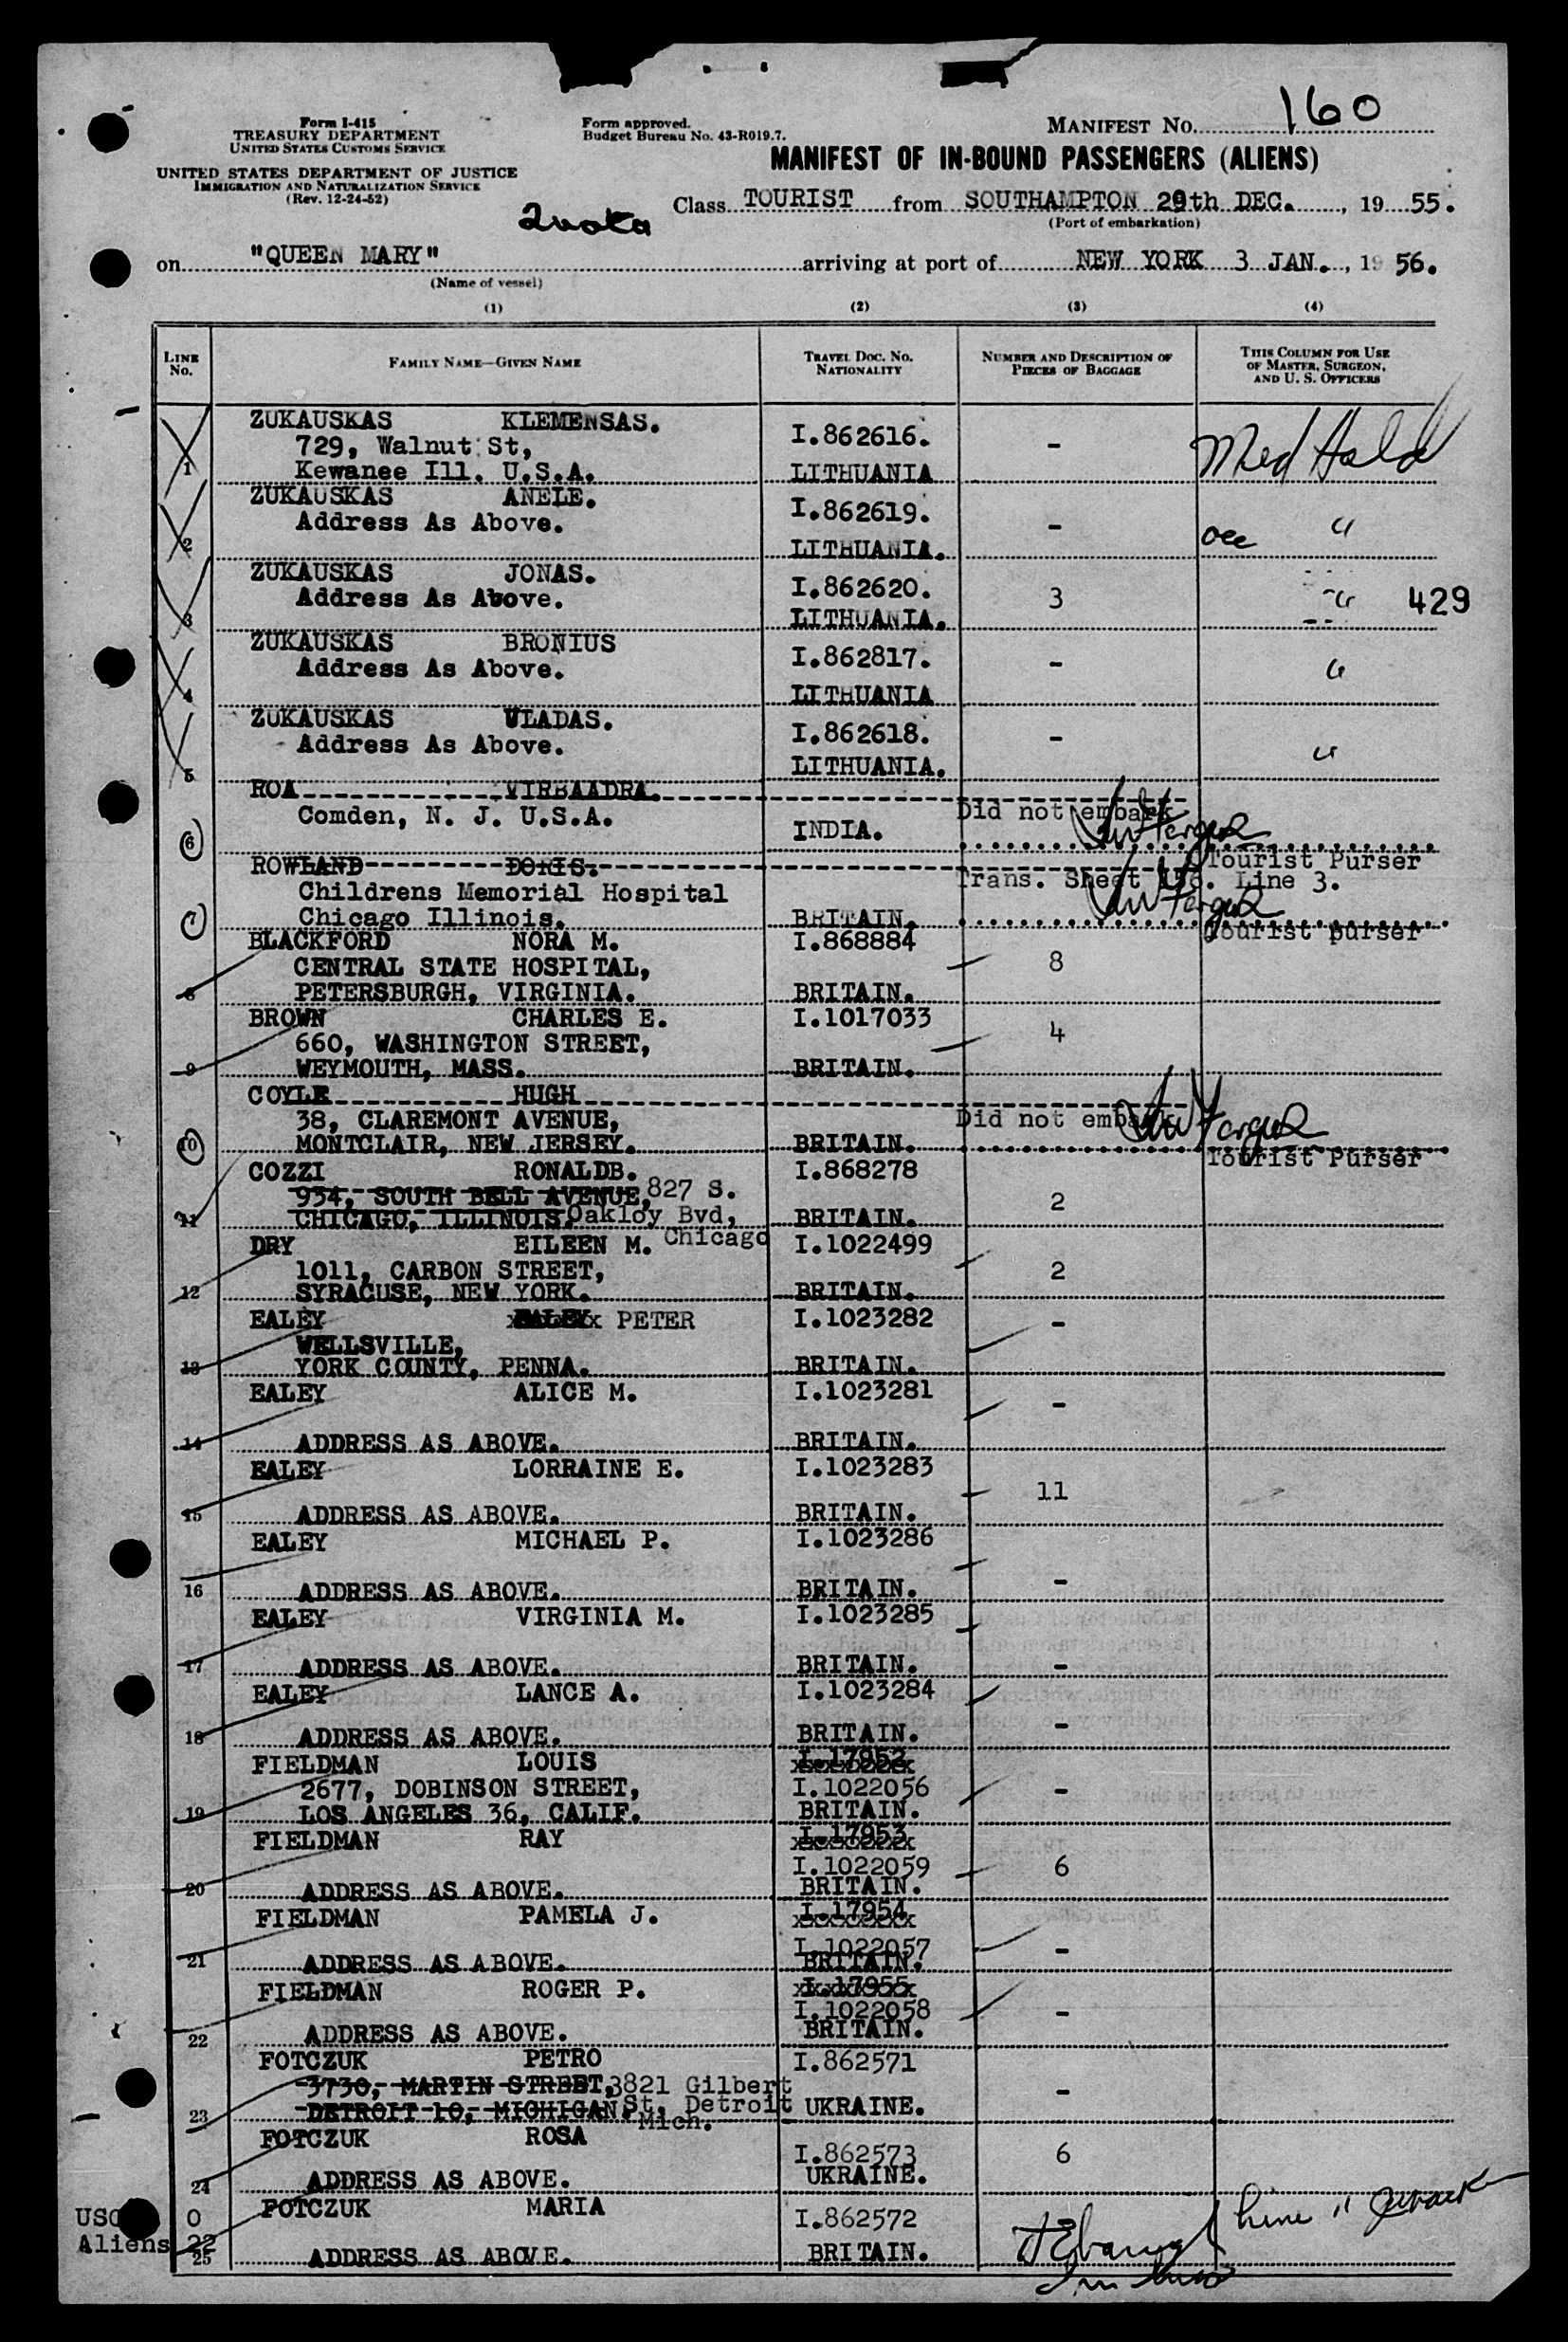 Form I-415
TREASURY DEPARTMENT
UNITED STATES CUSTOMS SERVICE
UNITED STATES DEPARTMENT OF JUSTICE
IMMIGRATION AND NATURALIZATION SERVICE
(Rev. 12-24-52)
Form approved.
Budget Bureau No. 43-R019.7.
MANIFEST No. 160
MANIFEST OF IN-BOUND PASSENGERS (ALIENS)
Quota
Class TOURIST from SOUTHAMPTON 29th DEC., 19 55.
(Port of embarkation)
on "QUEEN MARY" arriving at port of NEW YORK 3 JAN., 19 56.
(Name of vessel)
(1) (2) (3) (4)
LINE No.
FAMILY NAME—GIVEN NAME
TRAVEL DOC. NO. NATIONALITY
NUMBER AND DESCRIPTION OF PIECES OF BAGGAGE
THIS COLUMN FOR USE OF MASTER, SURGEON, AND U. S. OFFICERS
ZUKAUSKAS KLEMENSAS. I.862616. - Med Hold
729, Walnut St,
1 Kewanee Ill. U.S.A. LITHUANIA
ZUKAUSKAS ANELE. I.862619. -
2 Address As Above. LITHUANIA. "
ZUKAUSKAS JONAS. I.862620. 3 " 429
3 Address As Above. LITHUANIA.
ZUKAUSKAS BRONIUS I.862817. - "
4 Address As Above. LITHUANIA
ZUKAUSKAS VLADAS. I.862618. - "
5 Address As Above. LITHUANIA.
ROA VIRBAADRA. Did not embark
6 Comden, N. J. U.S.A. INDIA.
Tourist Purser
ROWLAND DORIS. Trans. Sheet Line 3.
Childrens Memorial Hospital
7 Chicago Illinois. BRITAIN.
Tourist purser
BLACKFORD NORA M. I.868884 8
CENTRAL STATE HOSPITAL,
8 PETERSBURGH, VIRGINIA. BRITAIN.
BROWN CHARLES E. I.1017033 4
660, WASHINGTON STREET,
9 WEYMOUTH, MASS. BRITAIN.
COYLE HUGH Did not embark
38, CLAREMONT AVENUE,
10 MONTCLAIR, NEW JERSEY. BRITAIN.
Tourist Purser
COZZI RONALDB. I.868278 2
934, SOUTH BELL AVENUE, 827 S.
11 CHICAGO, ILLINOIS. Oakloy Bvd, BRITAIN.
Chicago
DRY EILEEN M. I.1022499 2
1011, CARBON STREET,
12 SYRACUSE, NEW YORK. BRITAIN.
EALEY EALEY PETER I.1023282 -
WELLSVILLE,
13 YORK COUNTY, PENNA. BRITAIN.
EALEY ALICE M. I.1023281 -
14 ADDRESS AS ABOVE. BRITAIN.
EALEY LORRAINE E. I.1023283 11
15 ADDRESS AS ABOVE. BRITAIN.
EALEY MICHAEL P. I.1023286 -
16 ADDRESS AS ABOVE. BRITAIN.
EALEY VIRGINIA M. I.1023285 -
17 ADDRESS AS ABOVE. BRITAIN.
EALEY LANCE A. I.1023284 -
18 ADDRESS AS ABOVE. BRITAIN.
FIELDMAN LOUIS I.17952
2677, DOBINSON STREET, I.1022056 -
19 LOS ANGELES 36, CALIF. BRITAIN.
FIELDMAN RAY I.17953
I.1022059 6
20 ADDRESS AS ABOVE. BRITAIN.
FIELDMAN PAMELA J. I.17954
I.1022057 -
21 ADDRESS AS ABOVE. BRITAIN.
FIELDMAN ROGER P. I.17955
I.1022058 -
22 ADDRESS AS ABOVE. BRITAIN.
FOTCZUK PETRO I.862571 -
3730, MARTIN STREET, 3821 Gilbert
23 DETROIT 10, MICHIGAN. St, Detroit UKRAINE.
Mich.
FOTCZUK ROSA I.862573 6
24 ADDRESS AS ABOVE. UKRAINE.
FOTCZUK MARIA I.862572
25 ADDRESS AS ABOVE. BRITAIN.
USC 0
Aliens 22